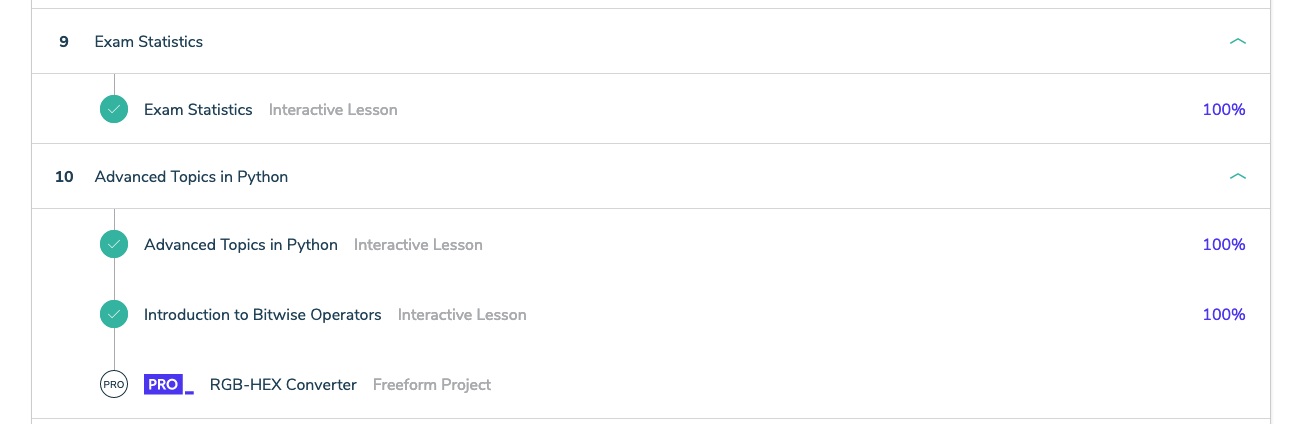 9 Exam Statistics
Exam Statistics Interactive Lesson 100%
10 Advanced Topics in Python
Advanced Topics in Python Interactive Lesson 100%
Introduction to Bitwise Operators Interactive Lesson 100%
PRO PRO_ RGB-HEX Converter Freeform Project